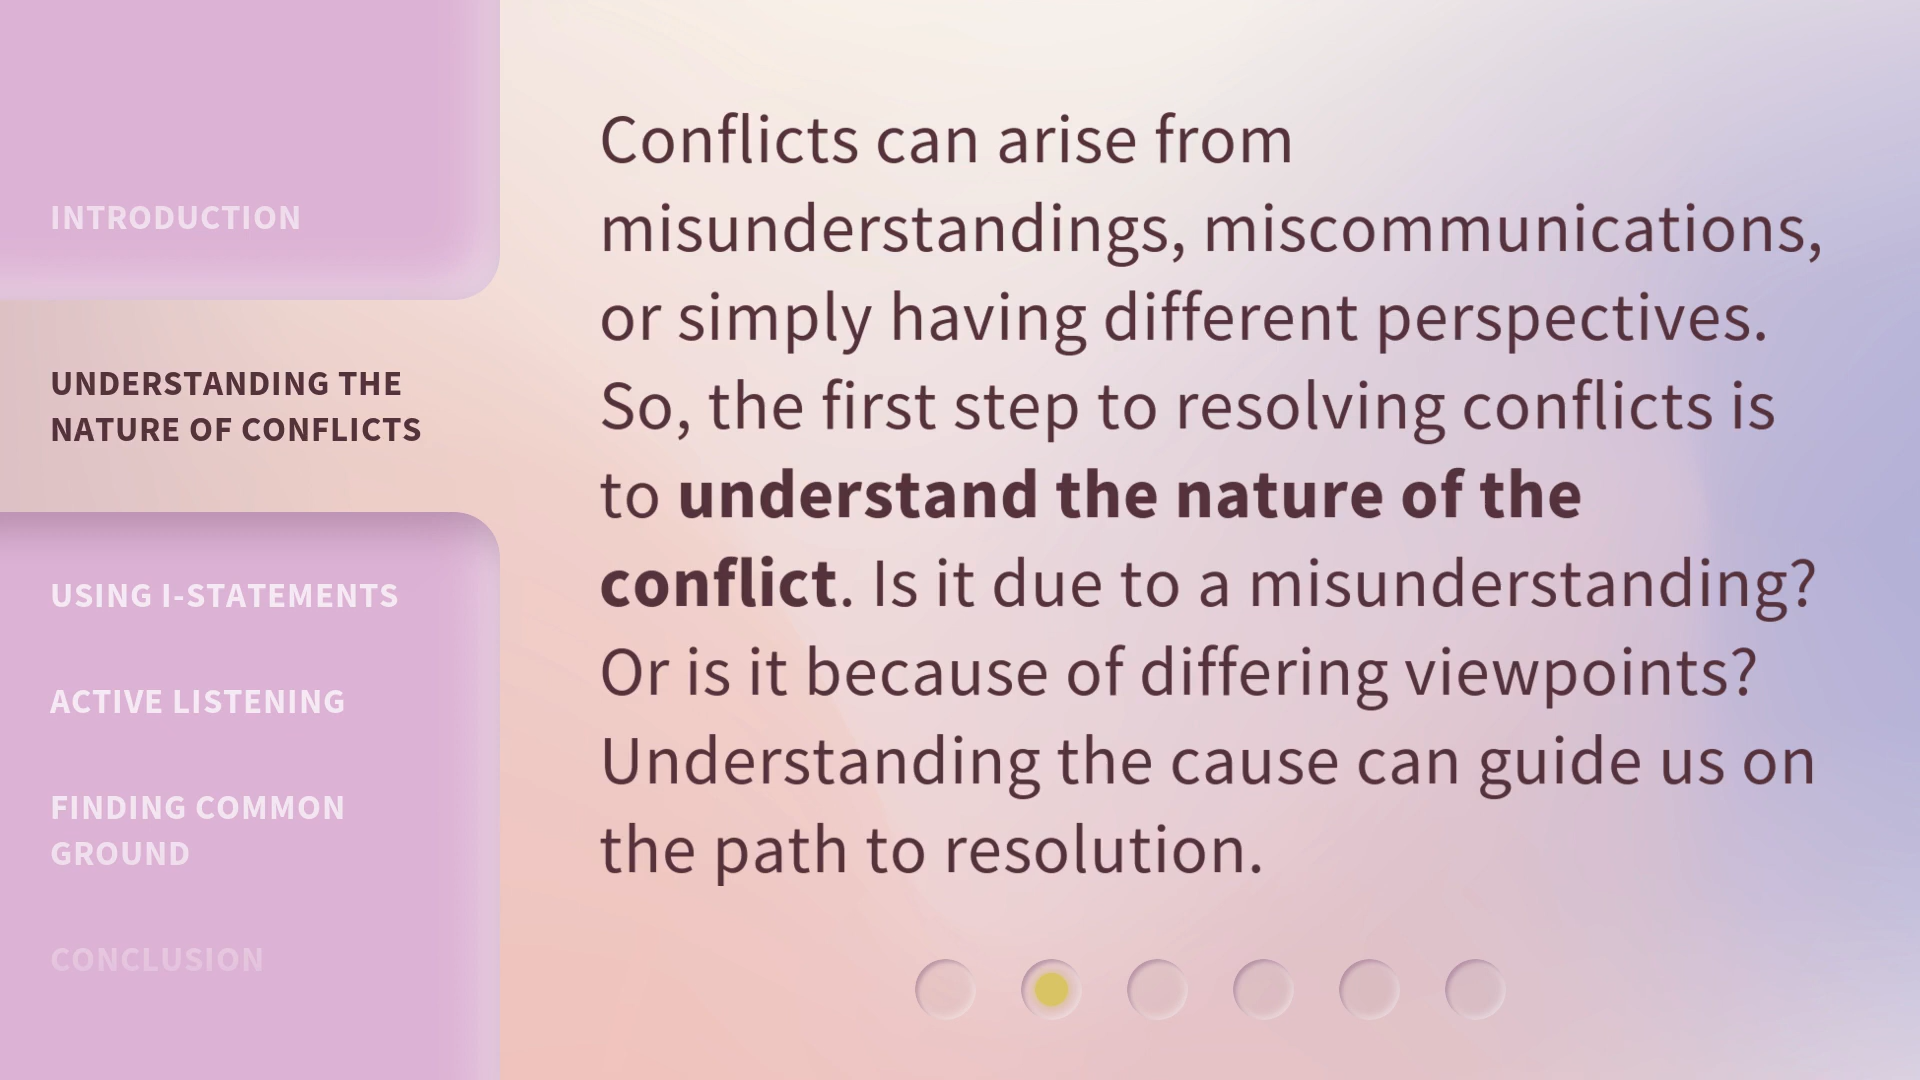 INTRODUCTION
UNDERSTANDING THE
NATURE OF CONFLICTS
USING I-STATEMENTS
ACTIVE LISTENING
FINDING COMMON
GROUND
CONCLUSION
Conflicts can arise from
misunderstandings, miscommunications,
or simply having different perspectives.
So, the first step to resolving conflicts is
to understand the nature of the
conflict. Is it due to a misunderstanding?
Or is it because of differing viewpoints?
Understanding the cause can guide us on
the path to resolution.